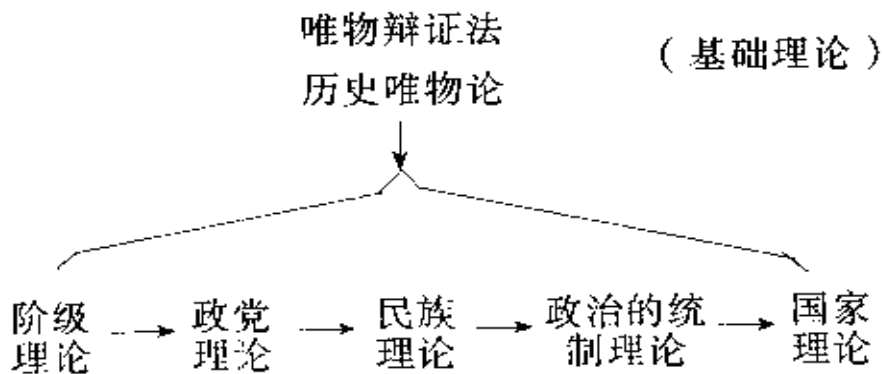 唯物辩证法
(基础理论)
历史唯物论
阶级 政党 民族 政治的统 国家
理论 理论 理论 制理论 理论